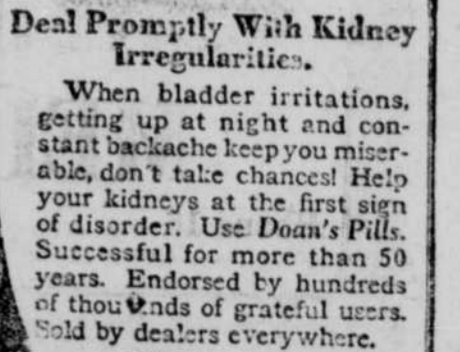 Deal Promptly With Kidney
Irregularities.
When bladder irritations,
getting up at night and con-
stant backache keep you miser-
able, don't take chances! Help
your kidneys at the first sign
of disorder. Use Doan's Pills.
Successful for more than 50
years. Endorsed by hundreds
of thousands of grateful users.
Sold by dealers everywhere.